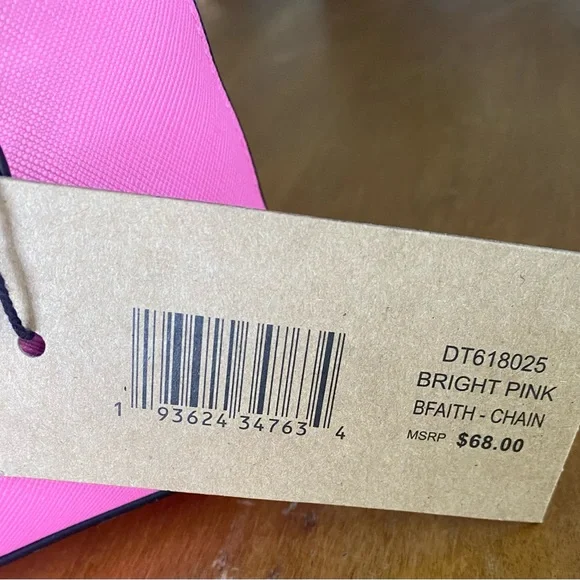 DT618025
BRIGHT PINK
BFAITH - CHAIN
MSRP $68.00
1 93624 34763 4